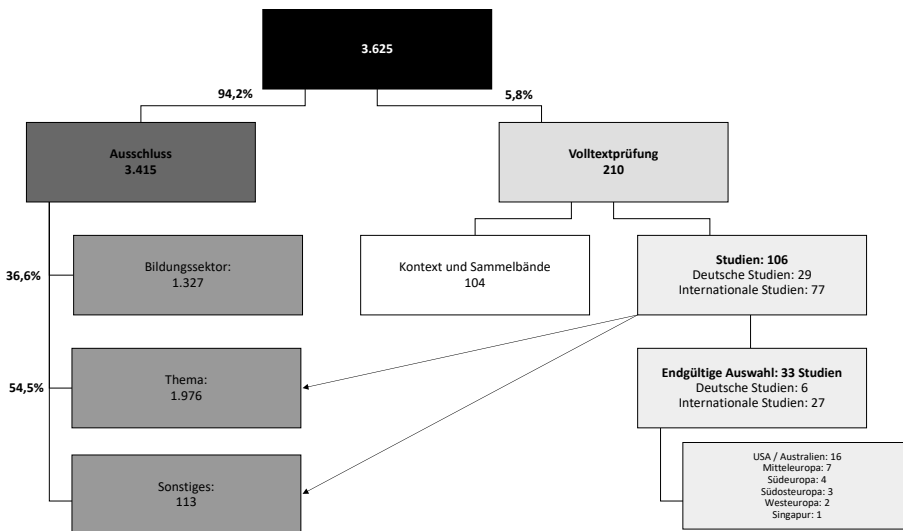 3.625
94,2%
5,8%
Ausschluss
3.415
Volltextprüfung
210
36,6%
Bildungssektor:
1.327
Kontext und Sammelbände
104
Studien: 106
Deutsche Studien: 29
Internationale Studien: 77
54,5%
Thema:
1.976
Endgültige Auswahl: 33 Studien
Deutsche Studien: 6
Internationale Studien: 27
Sonstiges:
113
USA / Australien: 16
Mitteleuropa: 7
Südeuropa: 4
Südosteuropa: 3
Westeuropa: 2
Singapur: 1